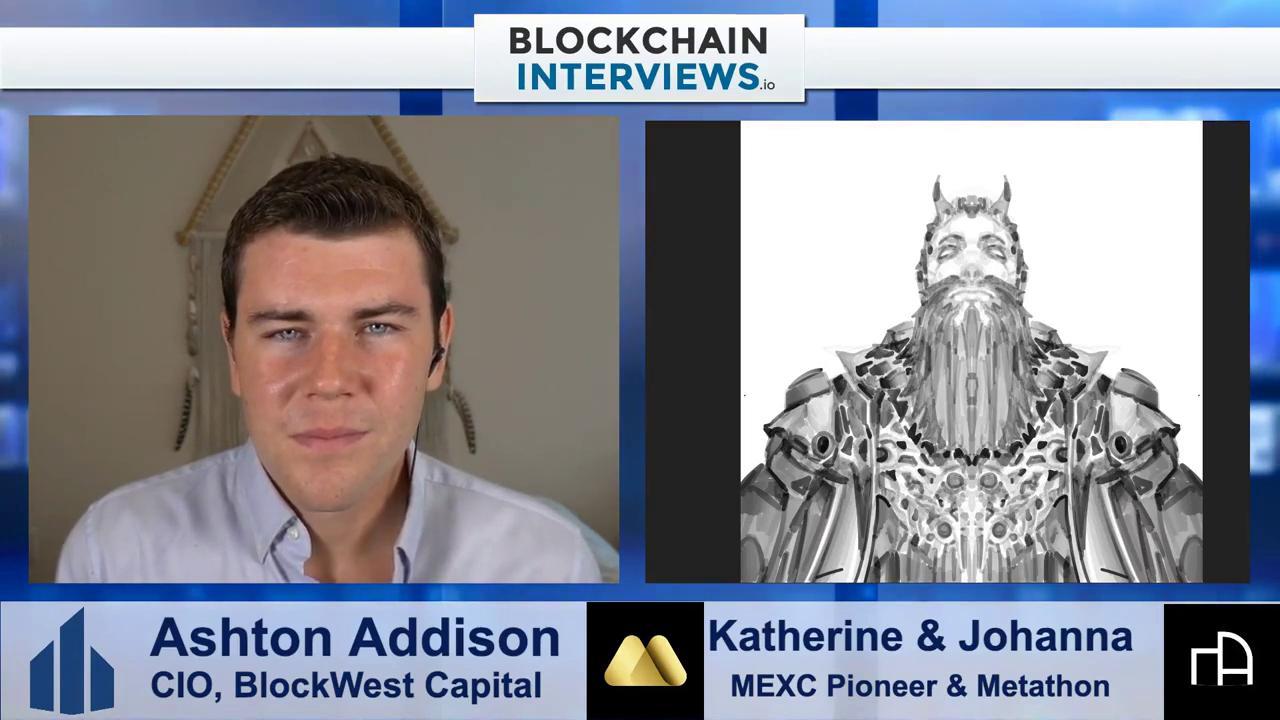 BLOCKCHAIN
INTERVIEWS.io
Ashton Addison
CIO, BlockWest Capital
Katherine & Johanna
MEXC Pioneer & Metathon